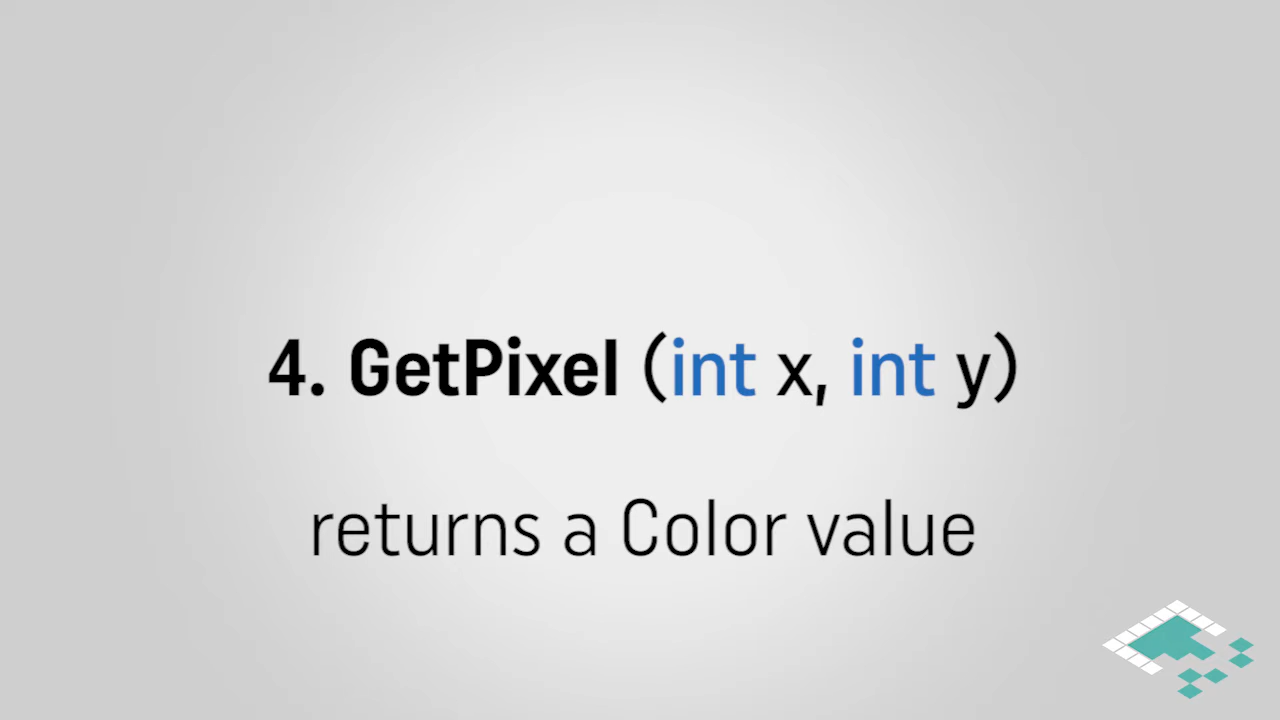 4. GetPixel (int x, int y)
returns a Color value